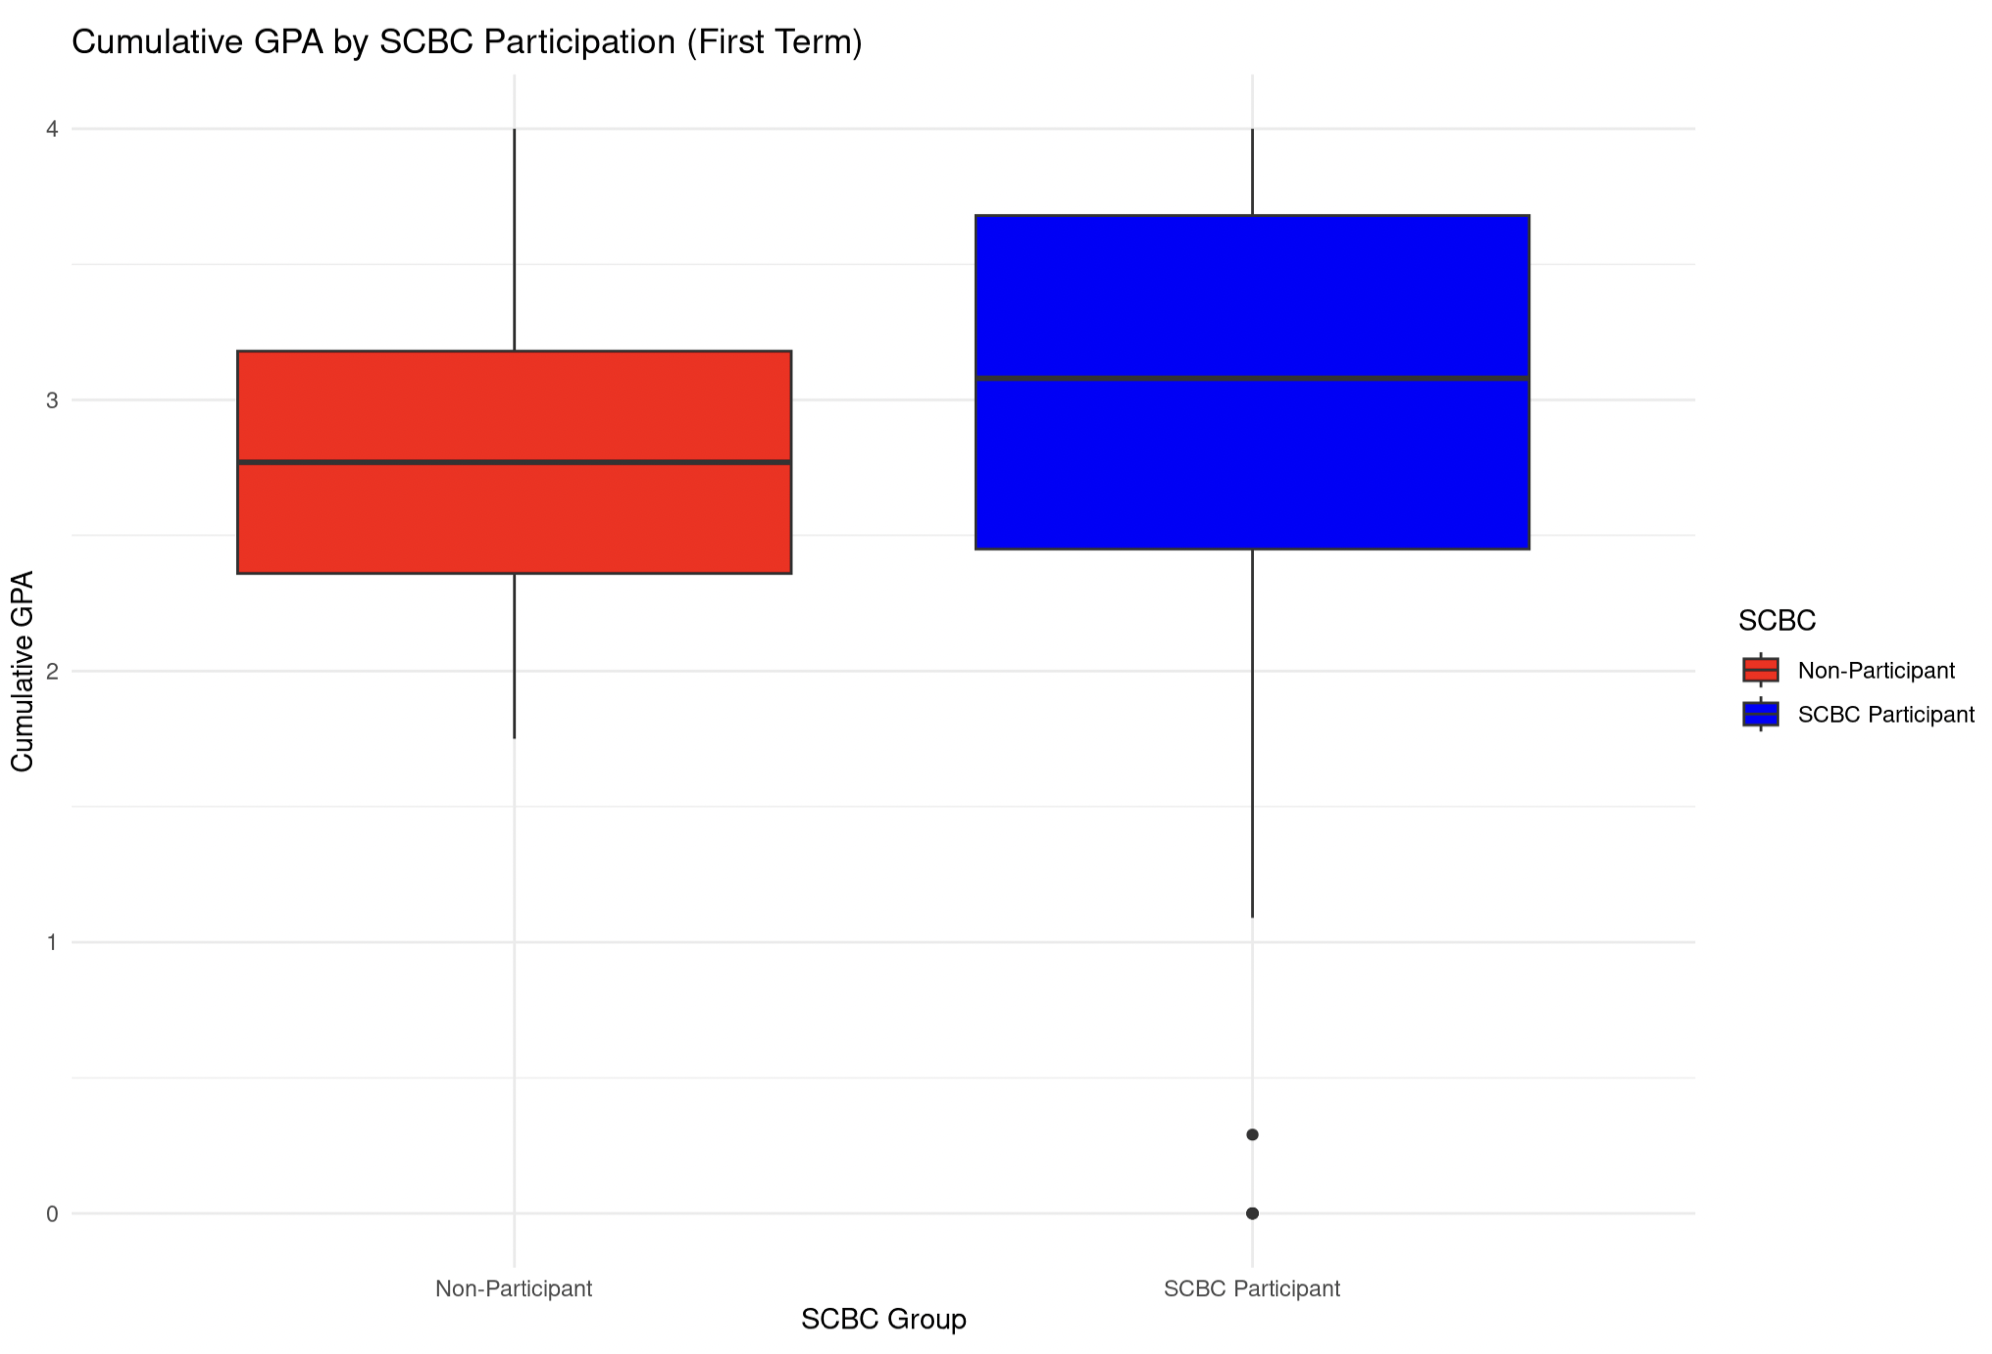 Cumulative GPA by SCBC Participation (First Term)
Cumulative GPA
4
3
2
1
0
Non-Participant
SCBC Participant
SCBC Group
SCBC
Non-Participant
SCBC Participant